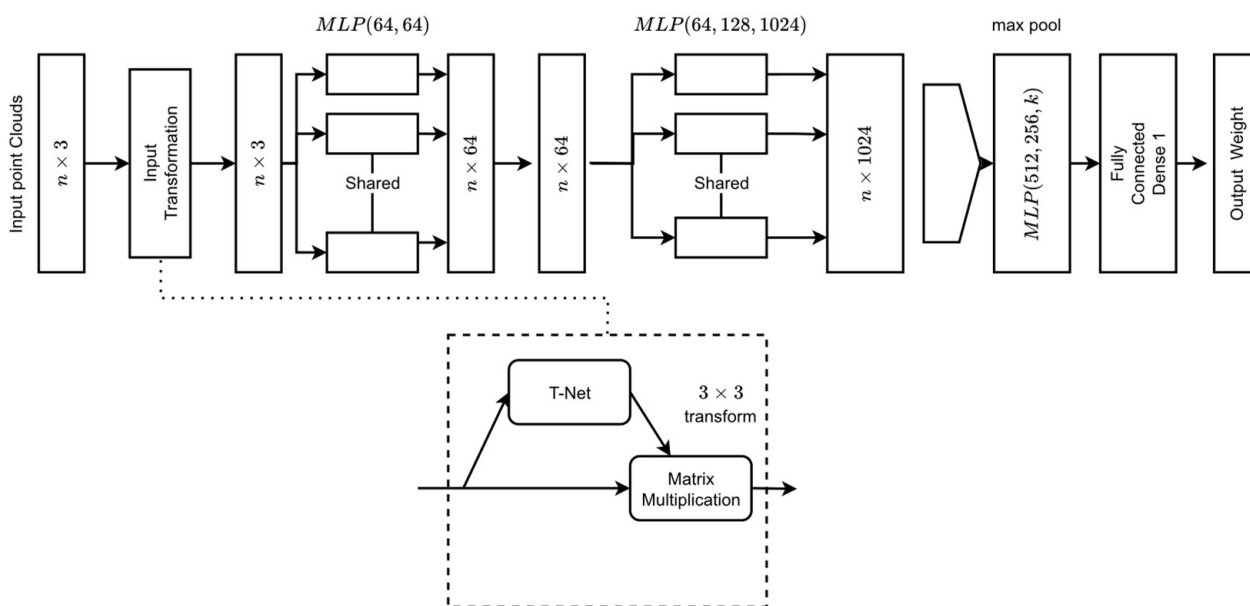 MLP(64, 64)
MLP(64, 128, 1024)
max pool
Input point Clouds
n × 3
Input
Transformation
n × 3
Shared
n × 64
n × 64
Shared
n × 1024
MLP(512, 256, k)
Fully
Connected
Dense 1
Output Weight
T-Net
3 × 3
transform
Matrix
Multiplication